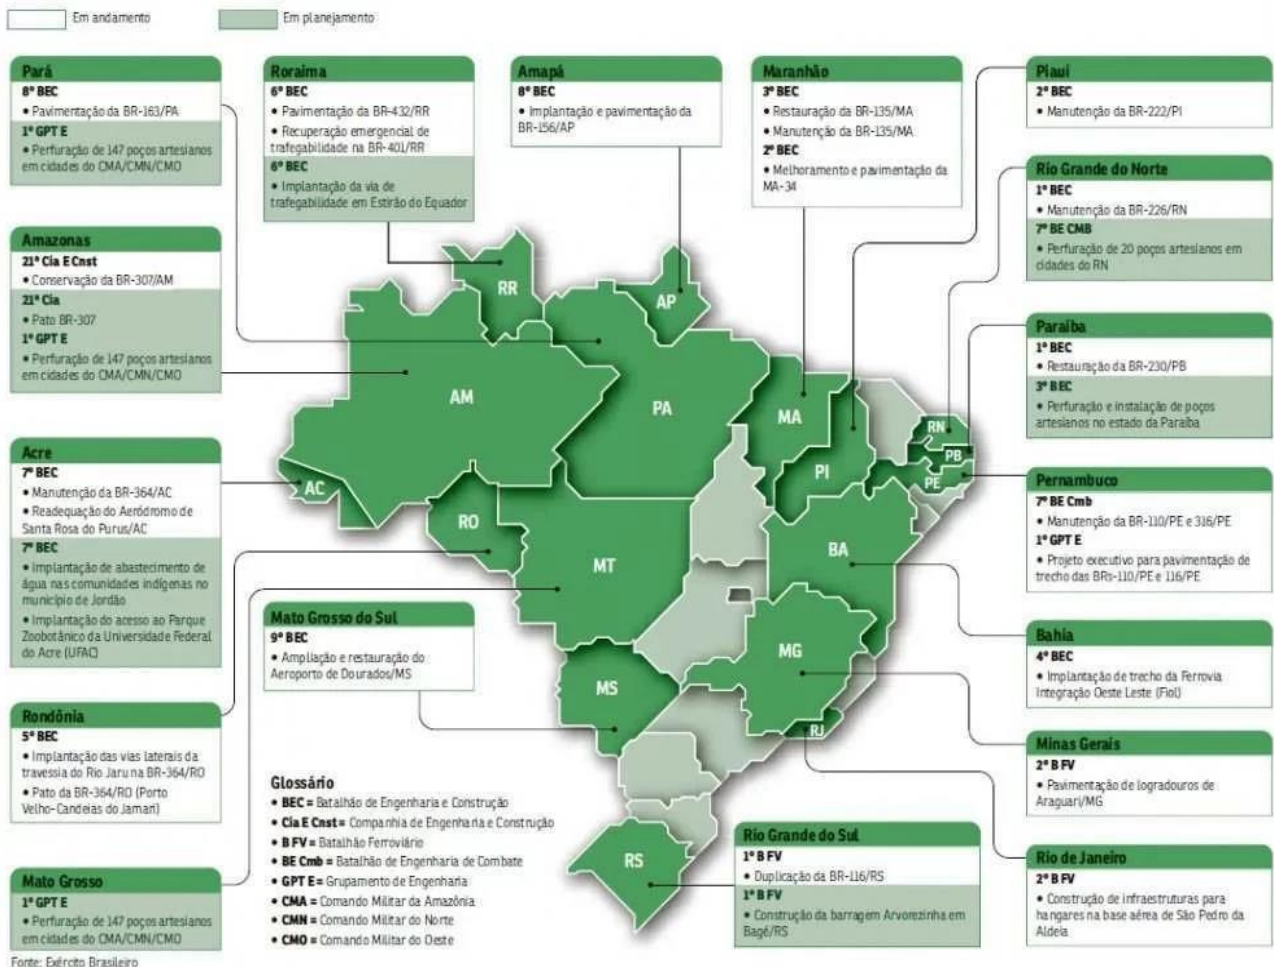 Em andamento
Em planejamento
Pará
8º BEC
• Pavimentação da BR-163/PA
1º GPT E
• Perfuração de 147 poços artesianos
em cidades do CMA/CMN/CMO
Amazonas
21ª Cia E Cnst
• Conservação da BR-307/AM
21ª Cia
• Pato BR-307
1º GPT E
• Perfuração de 147 poços artesianos
em cidades do CMA/CMN/CMO
Acre
7º BEC
• Manutenção da BR-364/AC
• Readequação do Aeródromo de
Santa Rosa do Purus/AC
7º BEC
• Implantação de abastecimento de
água nas comunidades indígenas no
município de Jordão
• Implantação do acesso ao Parque
Zoobotânico da Universidade Federal
do Acre (UFAC)
Rondônia
5º BEC
• Implantação das vias laterais da
travessia do Rio Jaru na BR-364/RO
• Pato da BR-364/RO (Porto
Velho-Candeias do Jamari)
Mato Grosso
1º GPT E
• Perfuração de 147 poços artesianos
em cidades do CMA/CMN/CMO
Fonte: Exército Brasileiro
Roraima
6º BEC
• Pavimentação da BR-432/RR
• Recuperação emergencial de
trafegabilidade na BR-401/RR
6º BEC
• Implantação da via de
trafegabilidade em Estirão do Equador
Amapá
8º BEC
• Implantação e pavimentação da
BR-156/AP
Maranhão
3º BEC
• Restauração da BR-135/MA
• Manutenção da BR-135/MA
2º BEC
• Melhoramento e pavimentação da
MA-34
Piauí
2º BEC
• Manutenção da BR-222/PI
Rio Grande do Norte
1º BEC
• Manutenção da BR-226/RN
7º BE CMB
• Perfuração de 20 poços artesianos em
cidades do RN
Paraíba
1º BEC
• Restauração da BR-230/PB
3º BEC
• Perfuração e instalação de poços
artesianos no estado da Paraíba
Pernambuco
7º BE Cmb
• Manutenção da BR-110/PE e 316/PE
1º GPT E
• Projeto executivo para pavimentação de
trecho das BRs-110/PE e 116/PE
Bahia
4º BEC
• Implantação de trecho da Ferrovia
Integração Oeste Leste (Fiol)
Minas Gerais
2º B FV
• Pavimentação de logradouros de
Araguari/MG
Rio de Janeiro
2º B FV
• Construção de infraestruturas para
hangares na base aérea de São Pedro da
Aldeia
Mato Grosso do Sul
9º BEC
• Ampliação e restauração do
Aeroporto de Dourados/MS
Rio Grande do Sul
1º B FV
• Duplicação da BR-116/RS
1º B FV
• Construção da barragem Arvorezinha em
Bagé/RS
Glossário
• BEC = Batalhão de Engenharia e Construção
• Cia E Cnst = Companhia de Engenharia e Construção
• B FV = Batalhão Ferroviário
• BE Cmb = Batalhão de Engenharia de Combate
• GPT E = Grupamento de Engenharia
• CMA = Comando Militar da Amazônia
• CMN = Comando Militar do Norte
• CMO = Comando Militar do Oeste
RR
AP
AM
PA
MA
RN
PB
PE
PI
AC
RO
MT
BA
MG
MS
RJ
RS